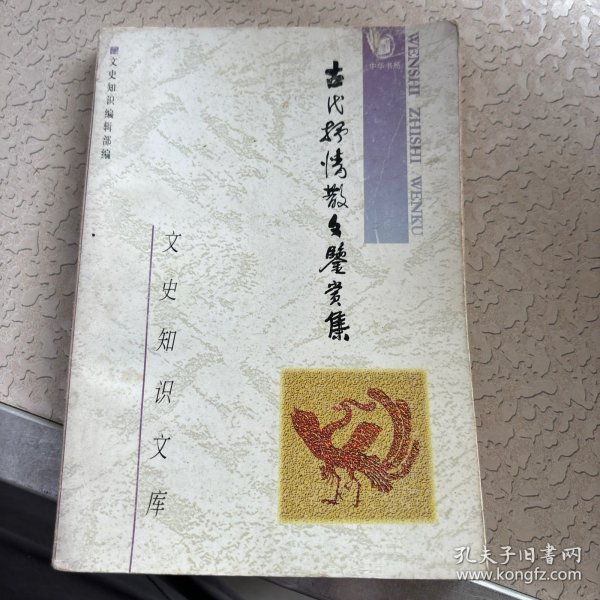 文史知识编辑部编
古代抒情散文鉴赏集
中华书局
WENSHI ZHISHI WENKU
文史知识文库
孔夫子旧书网
www.kongfz.com